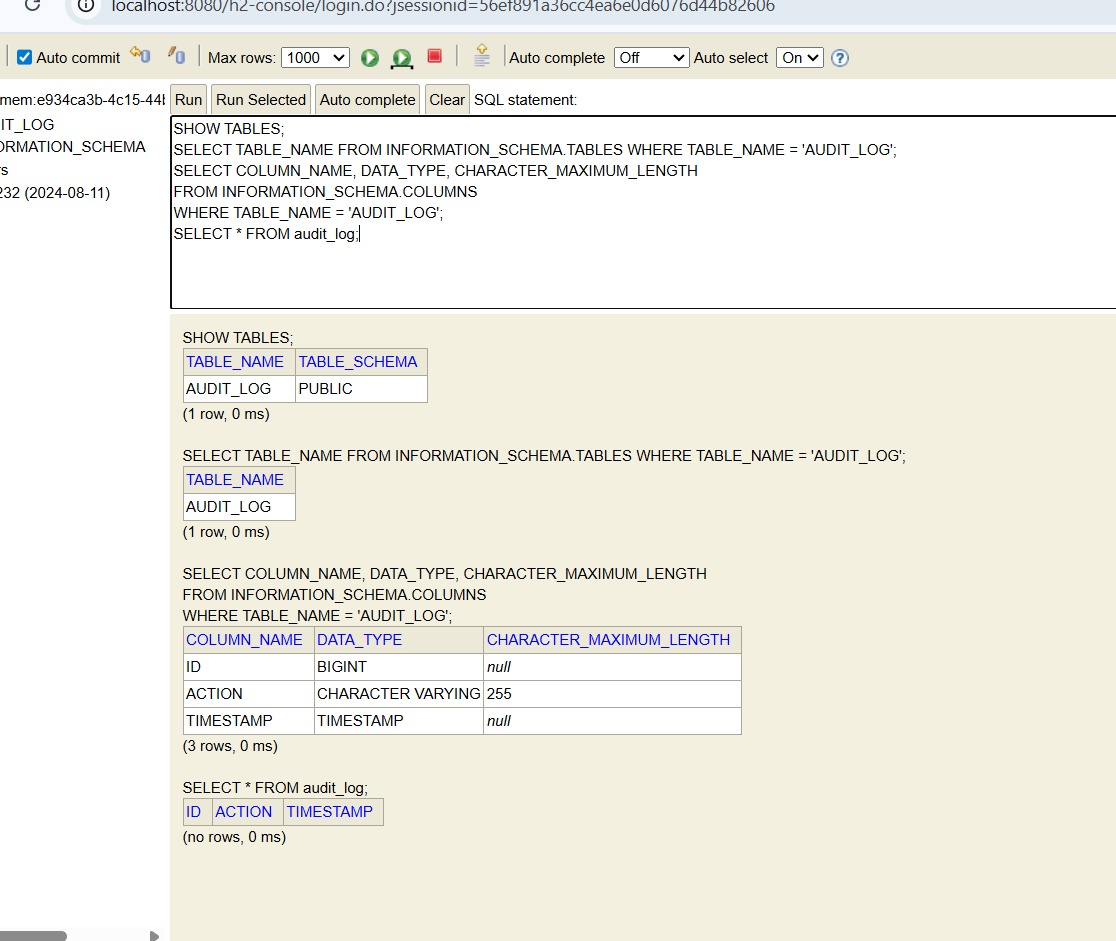 localhost:8080/h2-console/login.do?jsessionid=56ef891a36cc4ea6e0d6076d44b82606
Auto commit Max rows: 1000 Auto complete Off Auto select On
mem:e934ca3b-4c15-44b Run Run Selected Auto complete Clear SQL statement:
IT_LOG
ORMATION_SCHEMA
rs
232 (2024-08-11)
SHOW TABLES;
SELECT TABLE_NAME FROM INFORMATION_SCHEMA.TABLES WHERE TABLE_NAME = 'AUDIT_LOG';
SELECT COLUMN_NAME, DATA_TYPE, CHARACTER_MAXIMUM_LENGTH
FROM INFORMATION_SCHEMA.COLUMNS
WHERE TABLE_NAME = 'AUDIT_LOG';
SELECT * FROM audit_log;
SHOW TABLES;
TABLE_NAME TABLE_SCHEMA
AUDIT_LOG PUBLIC
(1 row, 0 ms)
SELECT TABLE_NAME FROM INFORMATION_SCHEMA.TABLES WHERE TABLE_NAME = 'AUDIT_LOG';
TABLE_NAME
AUDIT_LOG
(1 row, 0 ms)
SELECT COLUMN_NAME, DATA_TYPE, CHARACTER_MAXIMUM_LENGTH
FROM INFORMATION_SCHEMA.COLUMNS
WHERE TABLE_NAME = 'AUDIT_LOG';
COLUMN_NAME DATA_TYPE CHARACTER_MAXIMUM_LENGTH
ID BIGINT null
ACTION CHARACTER VARYING 255
TIMESTAMP TIMESTAMP null
(3 rows, 0 ms)
SELECT * FROM audit_log;
ID ACTION TIMESTAMP
(no rows, 0 ms)